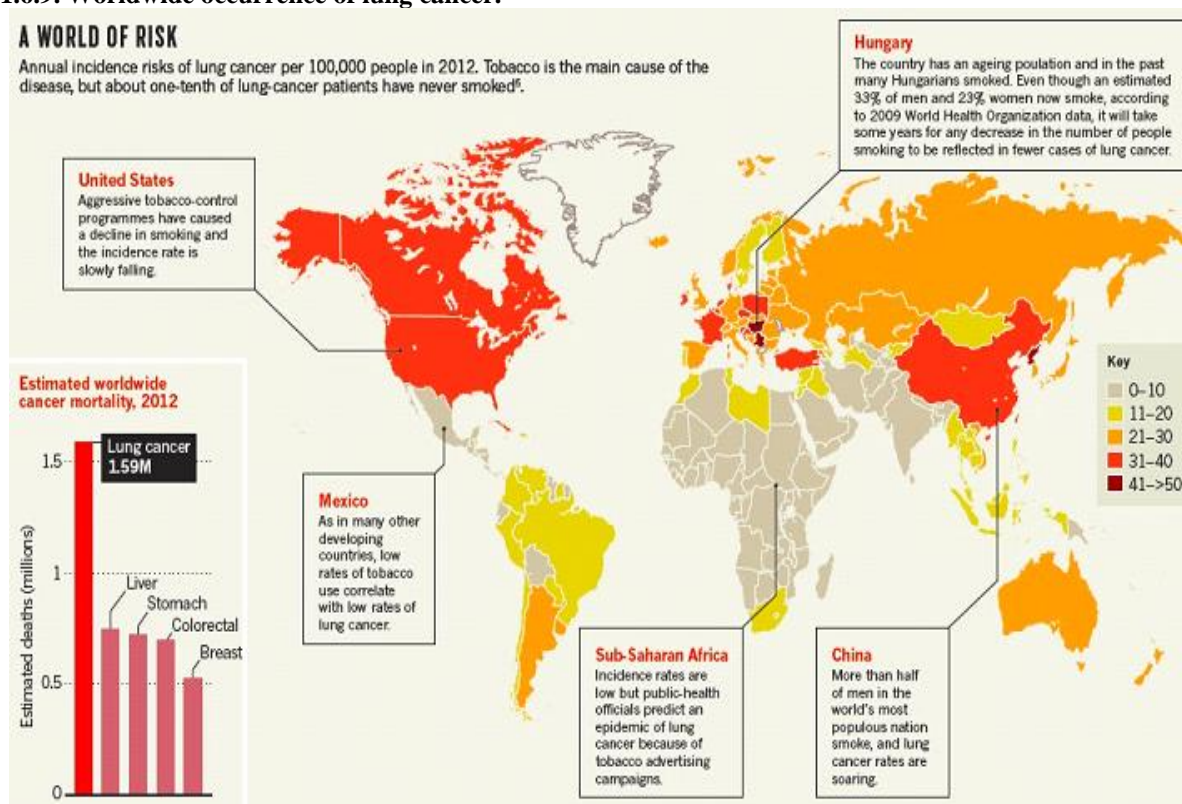 1.6.9. Worldwide occurrence of lung cancer:
A WORLD OF RISK
Annual incidence risks of lung cancer per 100,000 people in 2012. Tobacco is the main cause of the
disease, but about one-tenth of lung-cancer patients have never smoked⁶.
Hungary
The country has an ageing poulation and in the past
many Hungarians smoked. Even though an estimated
33% of men and 23% women now smoke, according
to 2009 World Health Organization data, it will take
some years for any decrease in the number of people
smoking to be reflected in fewer cases of lung cancer.
United States
Aggressive tobacco-control
programmes have caused
a decline in smoking and
the incidence rate is
slowly falling.
Key
0–10
11–20
21–30
31–40
41–>50
Estimated worldwide
cancer mortality, 2012
Lung cancer
1.59M
Liver
Stomach
Colorectal
Breast
1.5
1
0.5
0
Estimated deaths (millions)
Mexico
As in many other
developing
countries, low
rates of tobacco
use correlate
with low rates of
lung cancer.
Sub-Saharan Africa
Incidence rates are
low but public-health
officials predict an
epidemic of lung
cancer because of
tobacco advertising
campaigns.
China
More than half
of men in the
world's most
populous nation
smoke, and lung
cancer rates are
soaring.